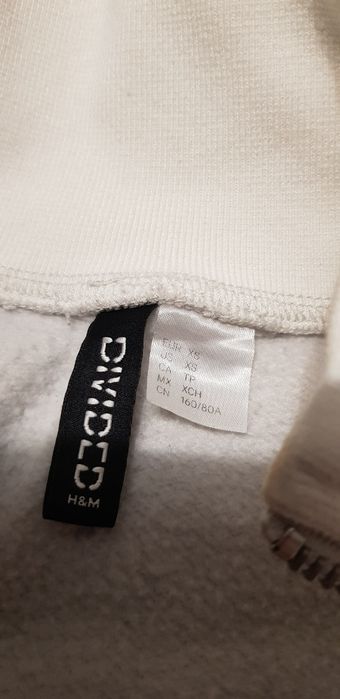 DIVIDED
H&M
EUR XS
US XS
CA TP
MX XCH
CN 160/80A